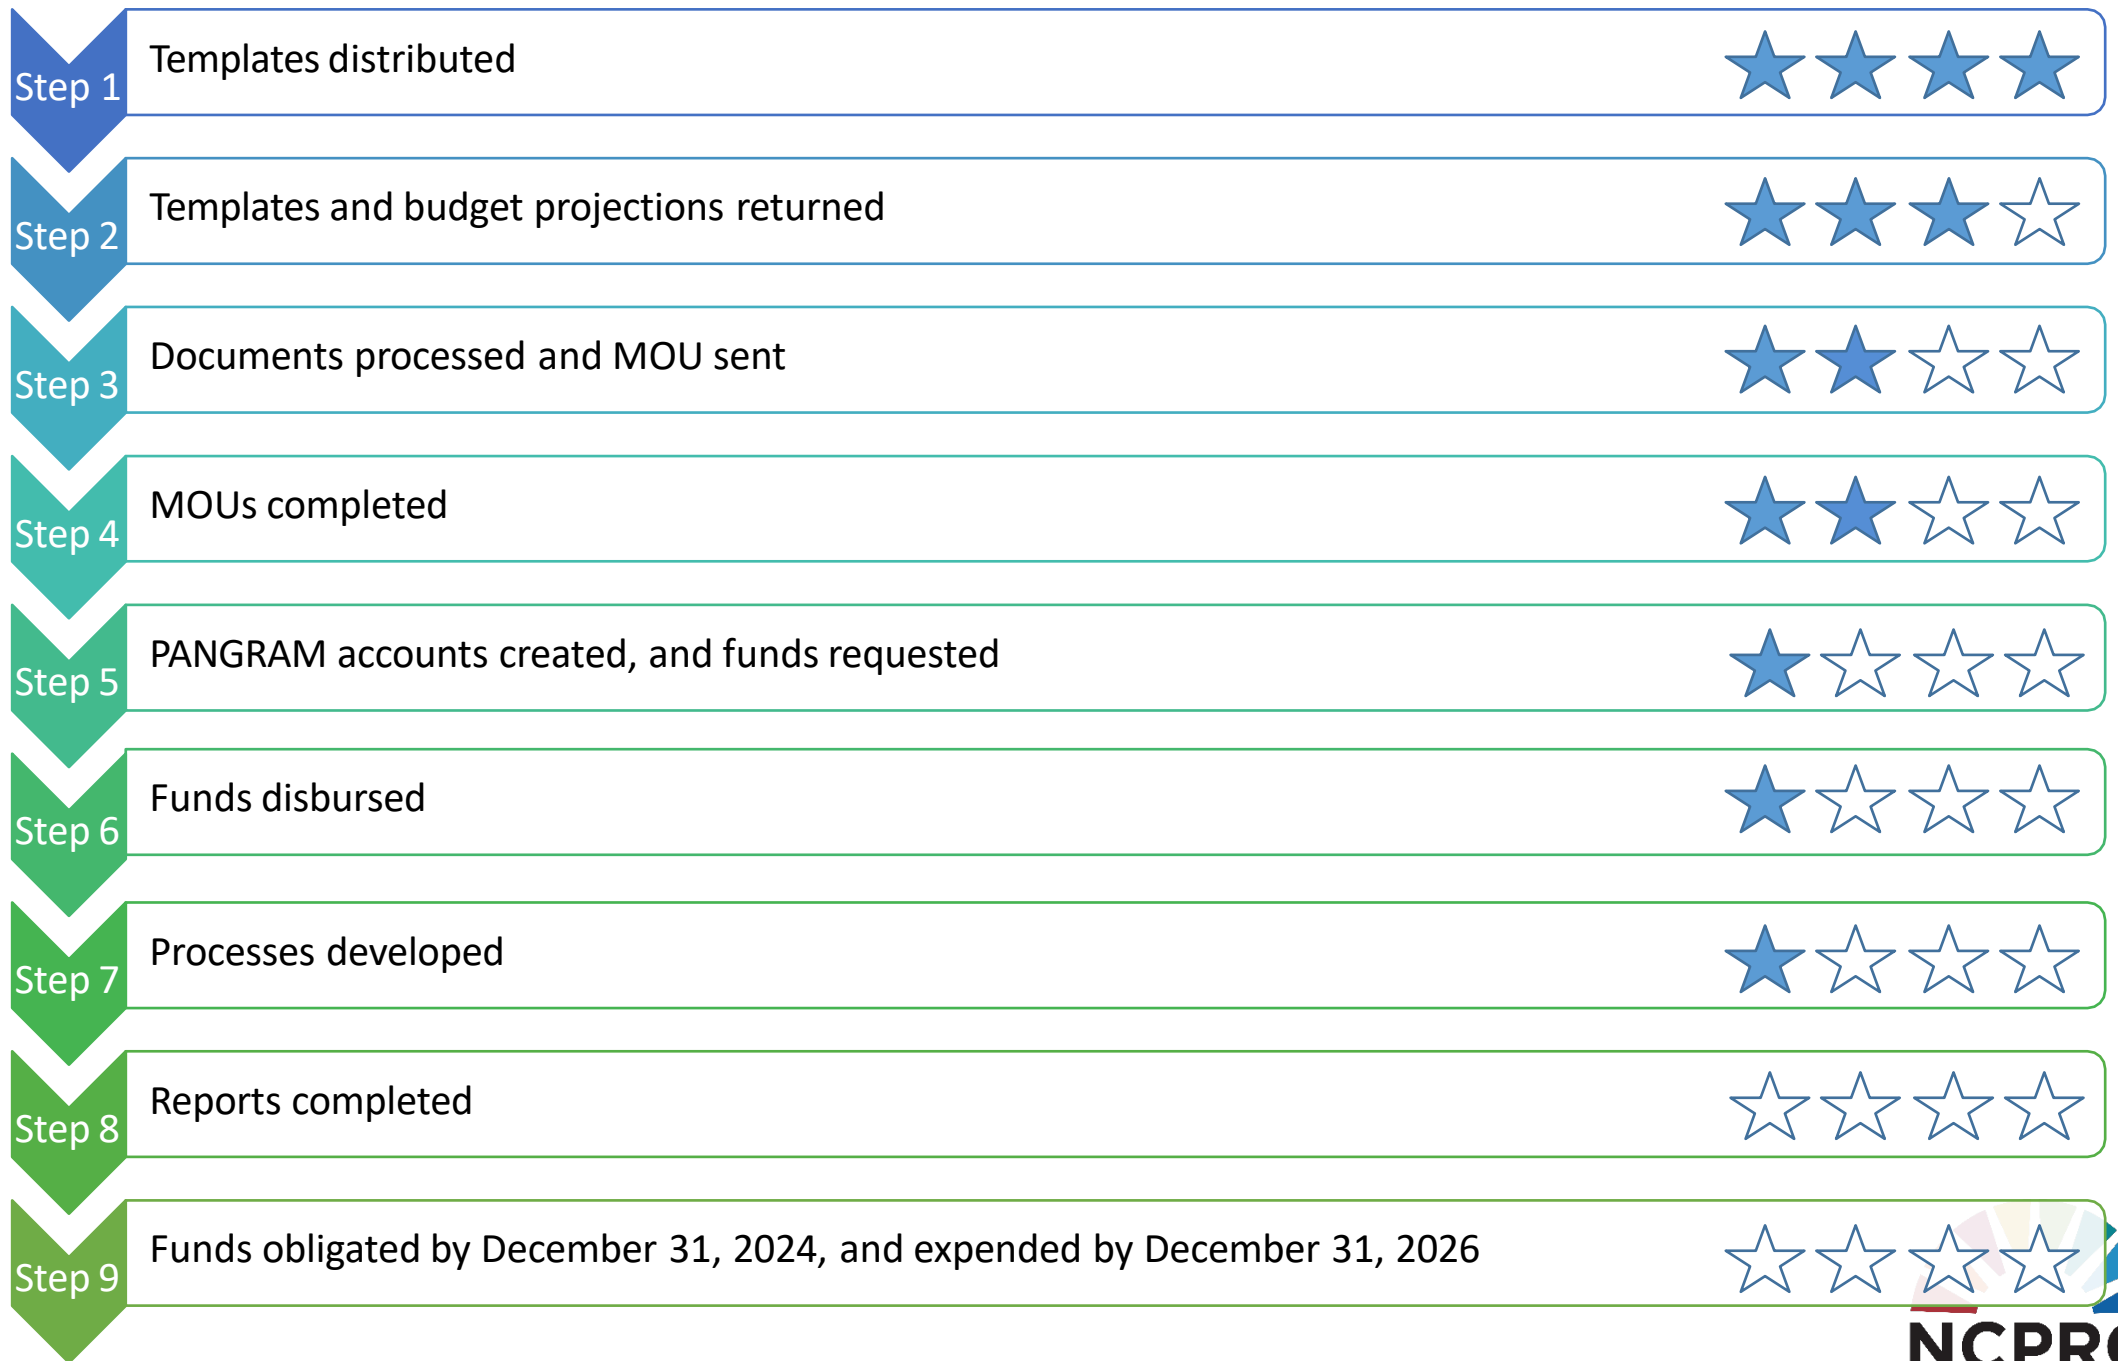 Step 1
Templates distributed
Step 2
Templates and budget projections returned
Step 3
Documents processed and MOU sent
Step 4
MOUs completed
Step 5
PANGRAM accounts created, and funds requested
Step 6
Funds disbursed
Step 7
Processes developed
Step 8
Reports completed
Step 9
Funds obligated by December 31, 2024, and expended by December 31, 2026
NCPRO